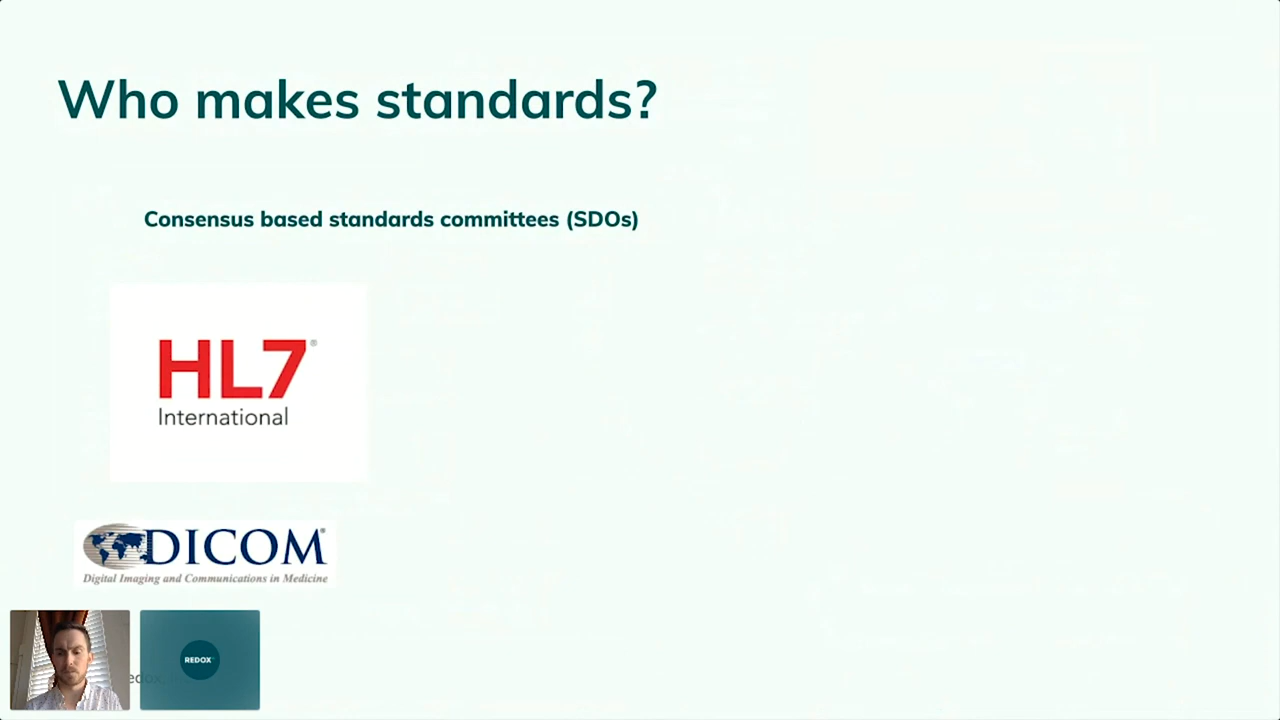 Who makes standards?
Consensus based standards committees (SDOs)
HL7®
International
DICOM®
Digital Imaging and Communications in Medicine
REDOX